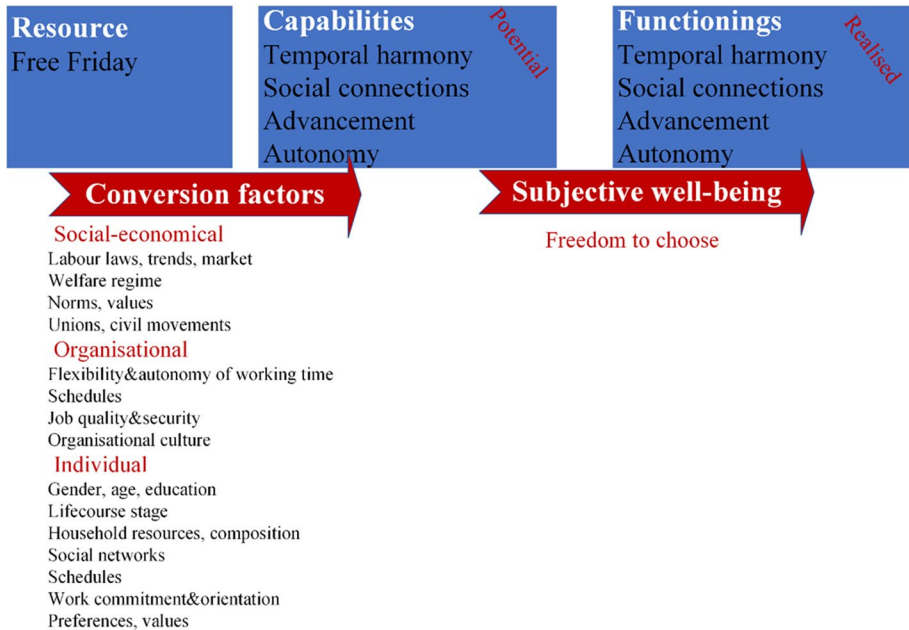 Resource
Free Friday
Capabilities
Potential
Temporal harmony
Social connections
Advancement
Autonomy
Functionings
Realised
Temporal harmony
Social connections
Advancement
Autonomy
Conversion factors
Subjective well-being
Freedom to choose
Social-economical
Labour laws, trends, market
Welfare regime
Norms, values
Unions, civil movements
Organisational
Flexibility&autonomy of working time
Schedules
Job quality&security
Organisational culture
Individual
Gender, age, education
Lifecourse stage
Household resources, composition
Social networks
Schedules
Work commitment&orientation
Preferences, values